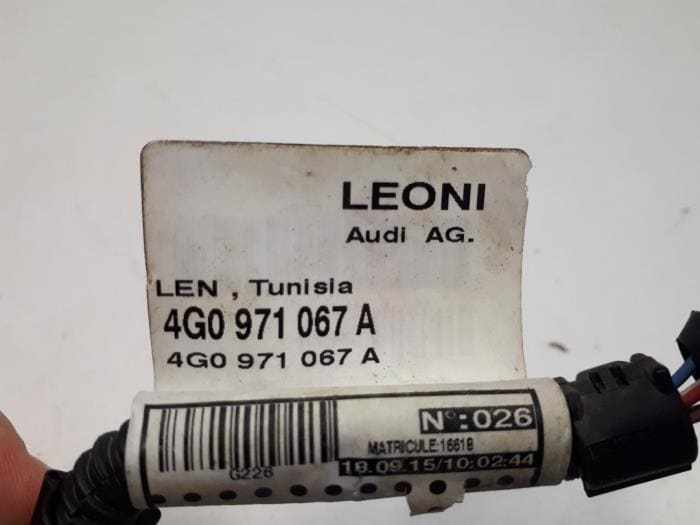 LEONI
Audi AG.
LEN , Tunisia
4G0 971 067 A
4G0 971 067 A
N°:026
MATRICULE:16618
G226
18.09.15/10:02:44